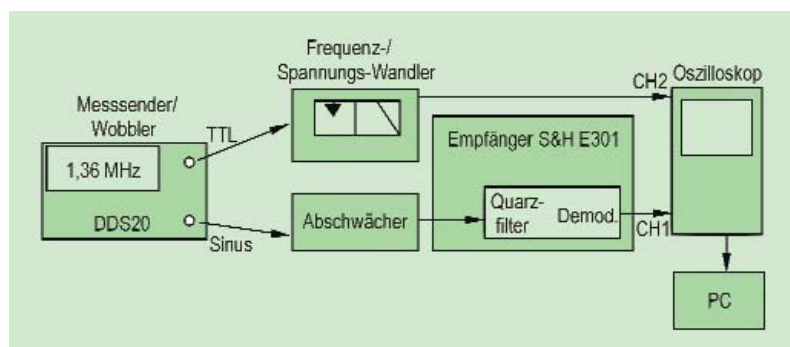 Frequenz-/
Spannungs-Wandler
CH2
Oszilloskop
Messsender/
Wobbler
TTL
1,36 MHz
DDS20
Sinus
Abschwächer
Empfänger S&H E301
Quarz-
filter
Demod.
CH1
PC